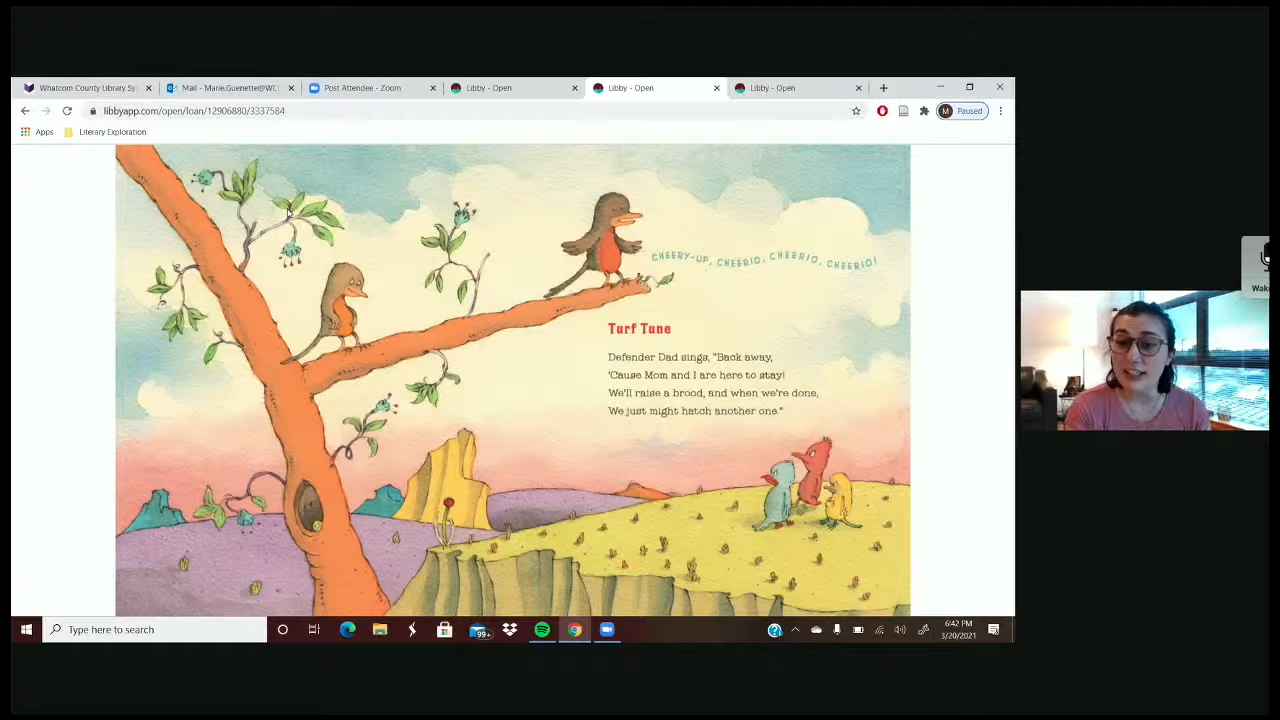 Whatcom County Library Sy
Mail - Marie.Guenette@WC
Post Attendee - Zoom
Libby - Open
Libby - Open
Libby - Open
libbyapp.com/open/loan/12906880/3337584
M Paused
Apps
Literary Exploration
CHEERY-UP, CHEERIO, CHEERIO, CHEERIO!
Turf Tune
Defender Dad sings, "Back away,
'Cause Mom and I are here to stay!
We'll raise a brood, and when we're done,
We just might hatch another one."
Wake
Type here to search
99+
6:42 PM
3/20/2021